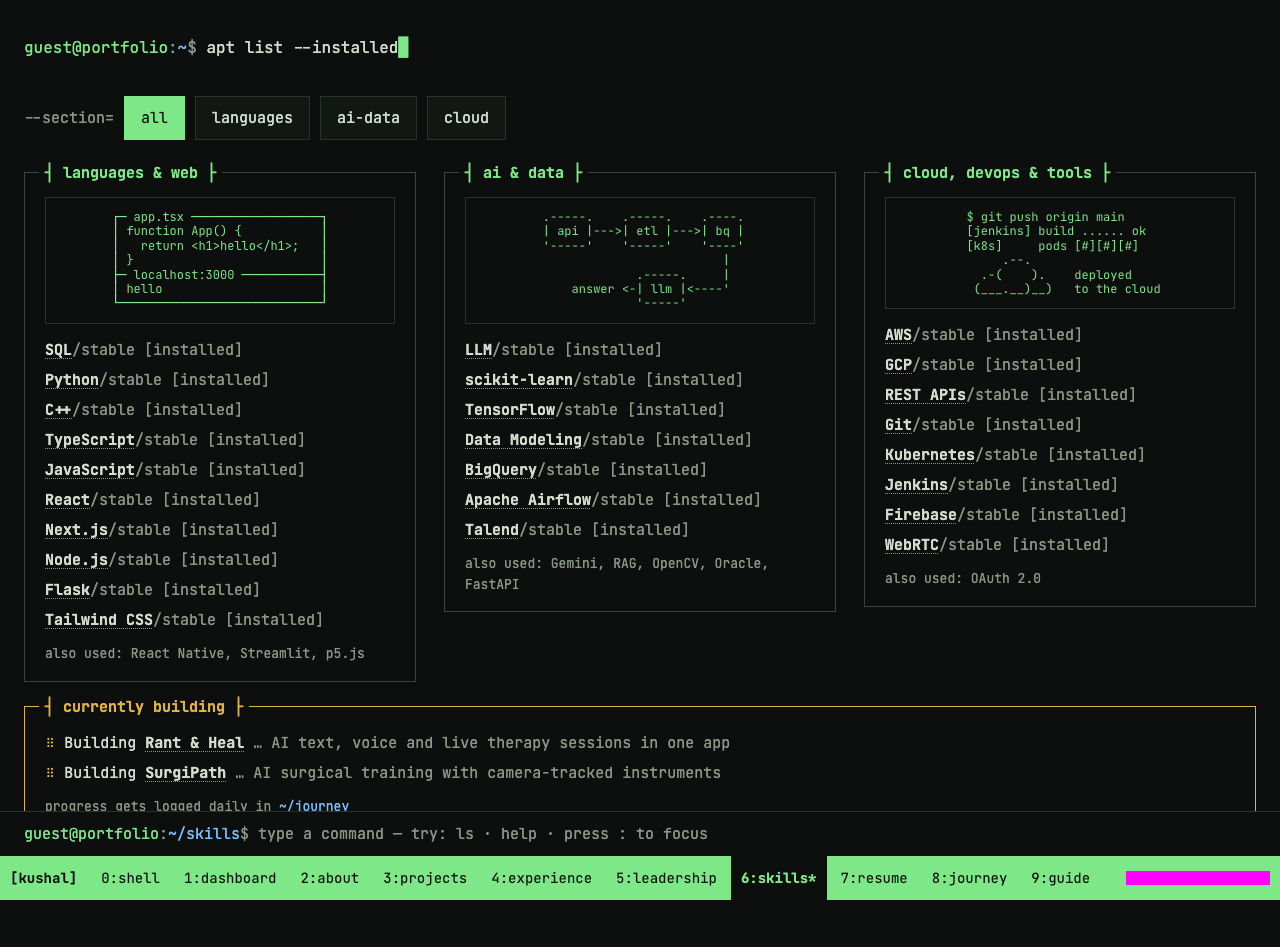 guest@portfolio:~$ apt list --installed
--section= all languages ai-data cloud
languages & web
app.tsx
function App() {
return <h1>hello</h1>;
}
localhost:3000
hello
SQL/stable [installed]
Python/stable [installed]
C++/stable [installed]
TypeScript/stable [installed]
JavaScript/stable [installed]
React/stable [installed]
Next.js/stable [installed]
Node.js/stable [installed]
Flask/stable [installed]
Tailwind CSS/stable [installed]
also used: React Native, Streamlit, p5.js
ai & data
.-----.    .-----.    .----.
| api |--->| etl |--->| bq |
'-----'    '-----'    '----'
|
.-----.     |
answer <-| llm |<----'
'-----'
LLM/stable [installed]
scikit-learn/stable [installed]
TensorFlow/stable [installed]
Data Modeling/stable [installed]
BigQuery/stable [installed]
Apache Airflow/stable [installed]
Talend/stable [installed]
also used: Gemini, RAG, OpenCV, Oracle,
FastAPI
cloud, devops & tools
$ git push origin main
[jenkins] build ...... ok
[k8s]     pods [#][#][#]
.--.
.-(    ).    deployed
(___.__)__)   to the cloud
AWS/stable [installed]
GCP/stable [installed]
REST APIs/stable [installed]
Git/stable [installed]
Kubernetes/stable [installed]
Jenkins/stable [installed]
Firebase/stable [installed]
WebRTC/stable [installed]
also used: OAuth 2.0
currently building
⠿ Building Rant & Heal … AI text, voice and live therapy sessions in one app
⠿ Building SurgiPath … AI surgical training with camera-tracked instruments
progress gets logged daily in ~/journey
guest@portfolio:~/skills$ type a command — try: ls · help · press : to focus
[kushal] 0:shell 1:dashboard 2:about 3:projects 4:experience 5:leadership 6:skills* 7:resume 8:journey 9:guide